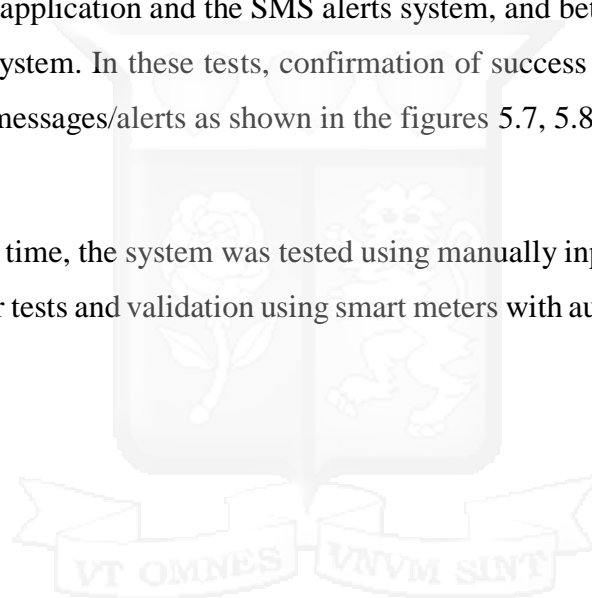 application and the SMS alerts system, and bet
ystem. In these tests, confirmation of success
messages/alerts as shown in the figures 5.7, 5.8
time, the system was tested using manually inp
r tests and validation using smart meters with au
VT OMNES VNVM SINT